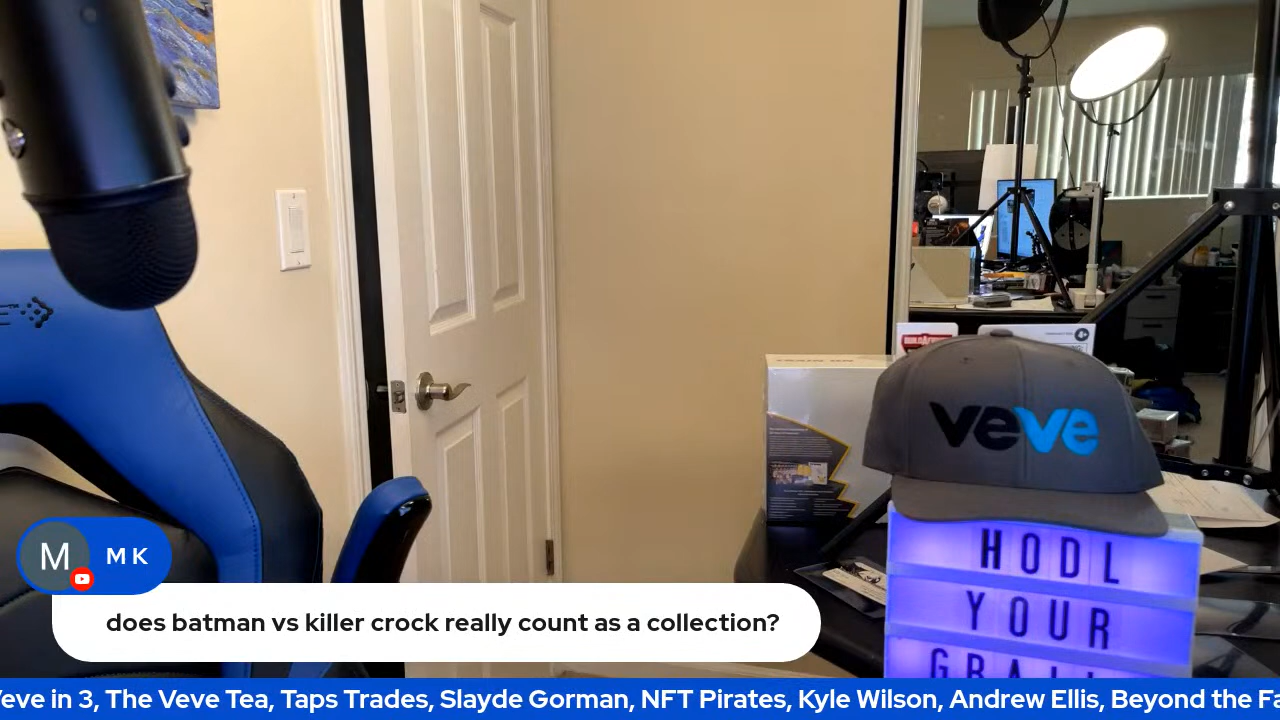 veve
HODL
YOUR
M
M K
does batman vs killer crock really count as a collection?
Veve in 3, The Veve Tea, Taps Trades, Slayde Gorman, NFT Pirates, Kyle Wilson, Andrew Ellis, Beyond the Fa